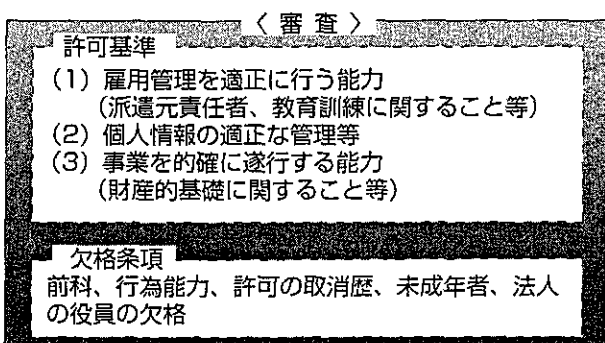 〈 審 査 〉
許可基準
(1) 雇用管理を適正に行う能力
(派遣元責任者、教育訓練に関すること等)
(2) 個人情報の適正な管理等
(3) 事業を的確に遂行する能力
(財産的基礎に関すること等)
欠格条項
前科、行為能力、許可の取消歴、未成年者、法人
の役員の欠格